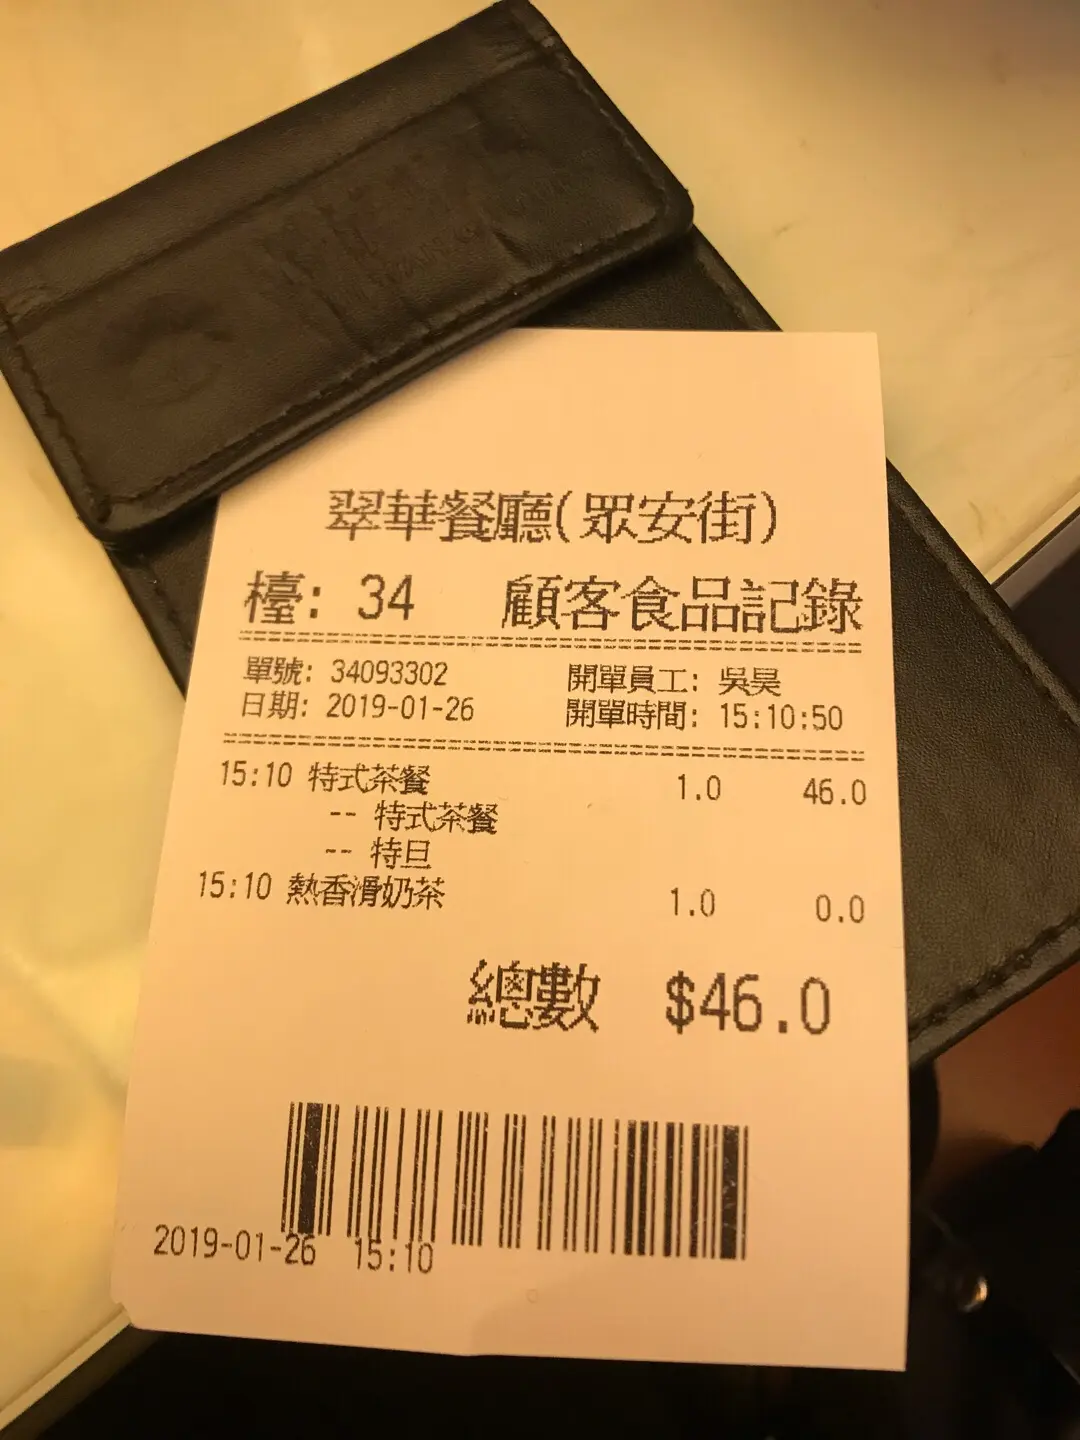 翠華餐廳(眾安街)
檯: 34 顧客食品記錄
單號: 34093302 開單員工: 吳昊
日期: 2019-01-26 開單時間: 15:10:50
15:10 特式茶餐 1.0 46.0
-- 特式茶餐
-- 特旦
15:10 熱香滑奶茶 1.0 0.0
總數 $46.0
2019-01-26 15:10